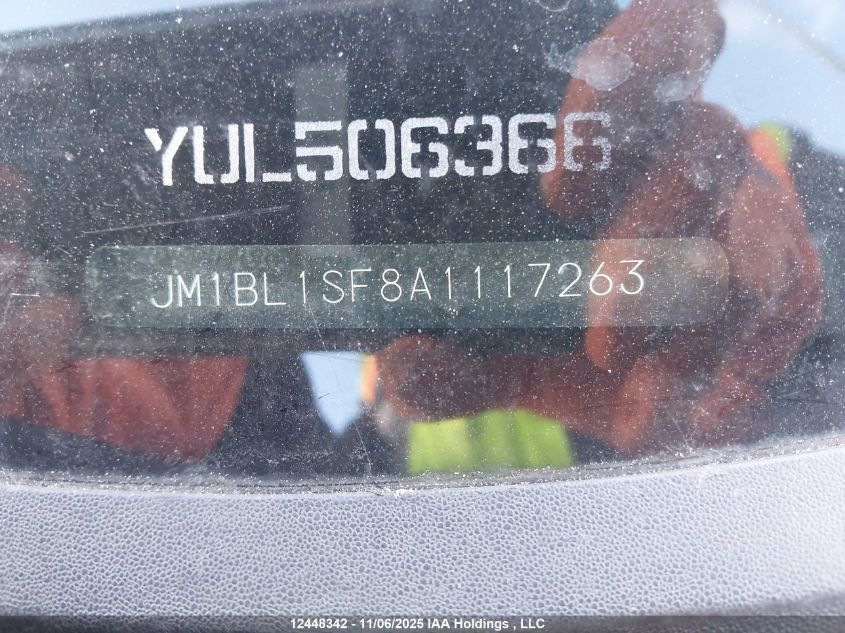 YUL506366
JM1BL1SF8A1117263
12448342 - 11/06/2025 IAA Holdings , LLC